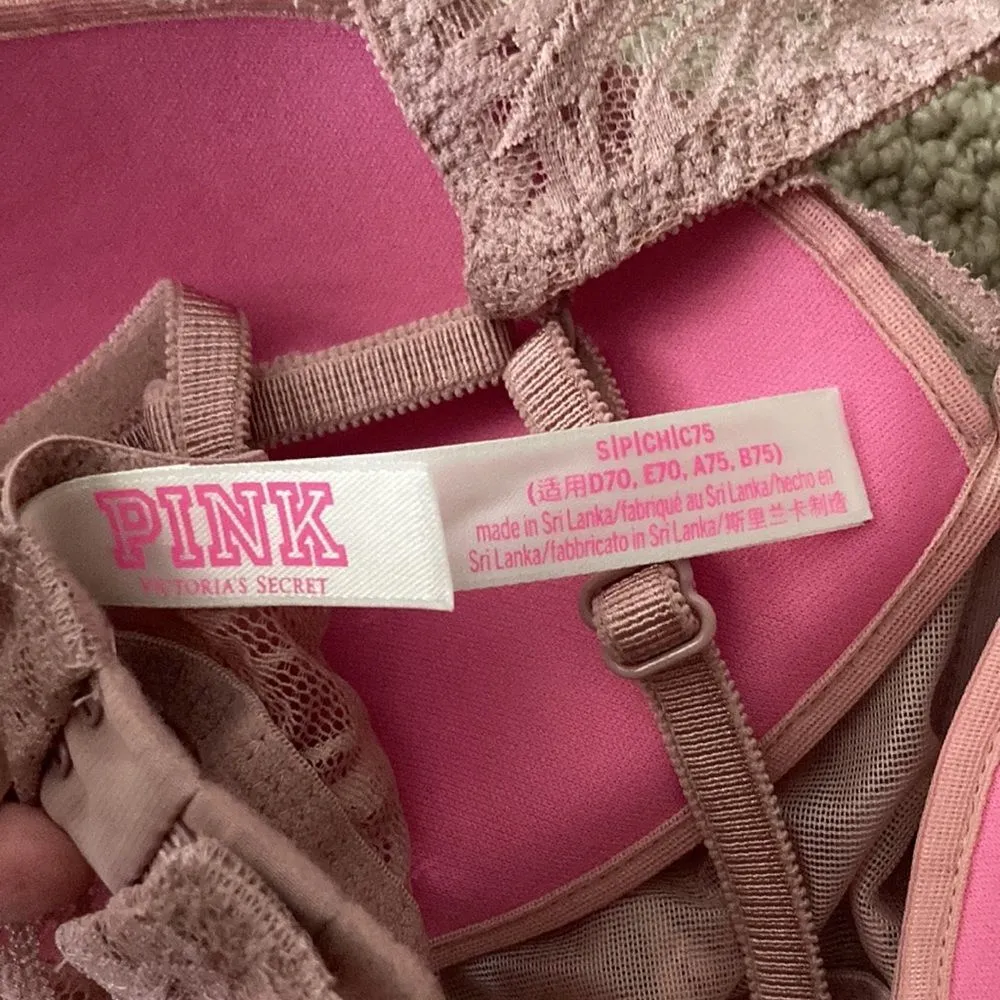 PINK
VICTORIA'S SECRET
S|P|CH|C75
(适用D70, E70, A75, B75)
made in Sri Lanka/fabriqué au Sri Lanka/hecho en
Sri Lanka/fabbricato in Sri Lanka/斯里兰卡制造